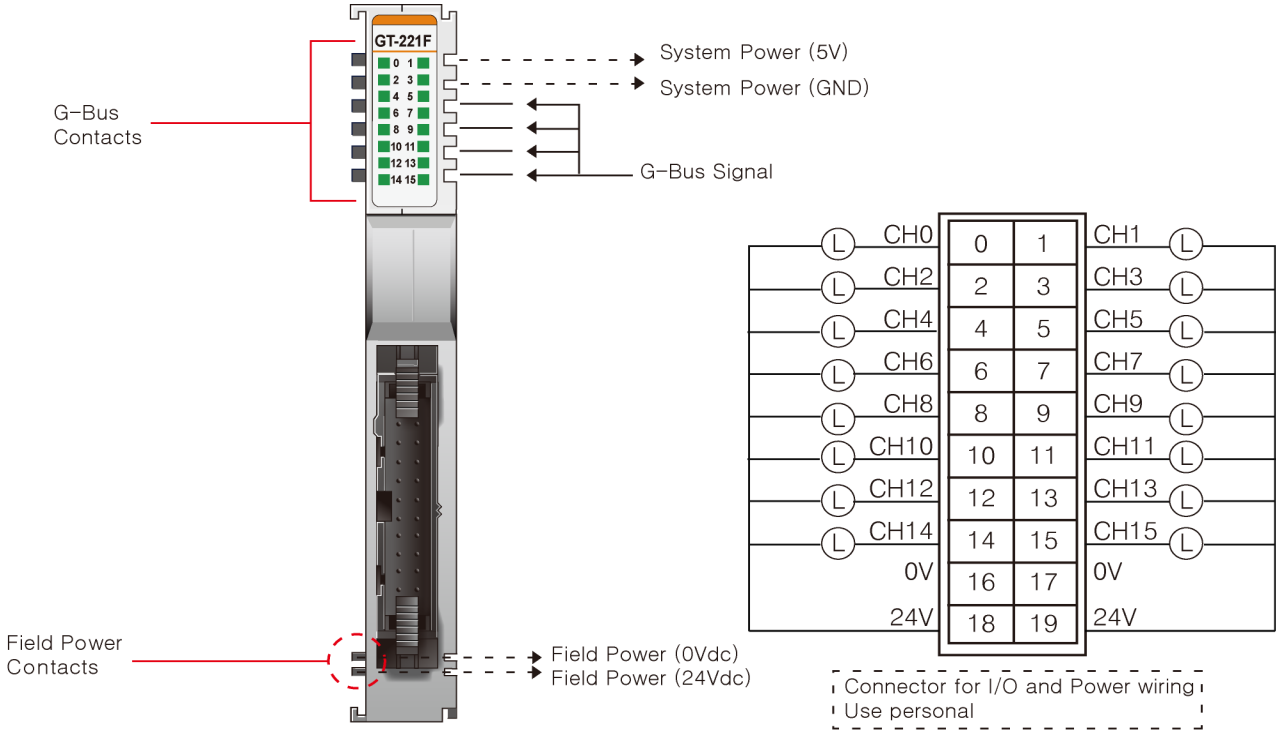 GT-221F
0 1
2 3
4 5
6 7
8 9
10 11
12 13
14 15
System Power (5V)
System Power (GND)
G-Bus
Contacts
G-Bus Signal
CH0 0 1 CH1
L L
CH2 2 3 CH3
L L
CH4 4 5 CH5
L L
CH6 6 7 CH7
L L
CH8 8 9 CH9
L L
CH10 10 11 CH11
L L
CH12 12 13 CH13
L L
CH14 14 15 CH15
L L
0V 16 17 0V
24V 18 19 24V
Field Power
Contacts
Field Power (0Vdc)
Field Power (24Vdc)
Connector for I/O and Power wiring
Use personal